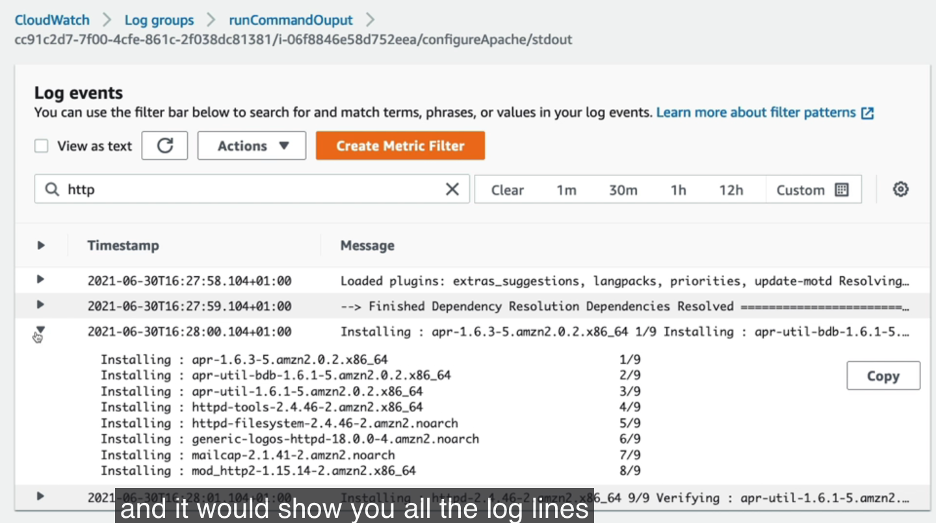 CloudWatch > Log groups > runCommandOuput >
cc91c2d7-7f00-4cfe-861c-2f038dc81381/i-06f8846e58d752eea/configureApache/stdout
Log events
You can use the filter bar below to search for and match terms, phrases, or values in your log events. Learn more about filter patterns
View as text Actions Create Metric Filter
http Clear 1m 30m 1h 12h Custom
Timestamp Message
2021-06-30T16:27:58.104+01:00 Loaded plugins: extras_suggestions, langpacks, priorities, update-motd Resolving…
2021-06-30T16:27:59.104+01:00 --> Finished Dependency Resolution Dependencies Resolved ========================…
2021-06-30T16:28:00.104+01:00 Installing : apr-1.6.3-5.amzn2.0.2.x86_64 1/9 Installing : apr-util-bdb-1.6.1-5.…
Installing : apr-1.6.3-5.amzn2.0.2.x86_64 1/9
Installing : apr-util-bdb-1.6.1-5.amzn2.0.2.x86_64 2/9
Installing : apr-util-1.6.1-5.amzn2.0.2.x86_64 3/9
Installing : httpd-tools-2.4.46-2.amzn2.x86_64 4/9
Installing : httpd-filesystem-2.4.46-2.amzn2.noarch 5/9
Installing : generic-logos-httpd-18.0.0-4.amzn2.noarch 6/9
Installing : mailcap-2.1.41-2.amzn2.noarch 7/9
Installing : mod_http2-1.15.14-2.amzn2.x86_64 8/9
Copy
2021-06-30T16:28:01.104+01:00 Installing : httpd-2.4.46-2.amzn2.x86_64 9/9 Verifying : apr-util-1.6.1-5.amzn2.…
and it would show you all the log lines